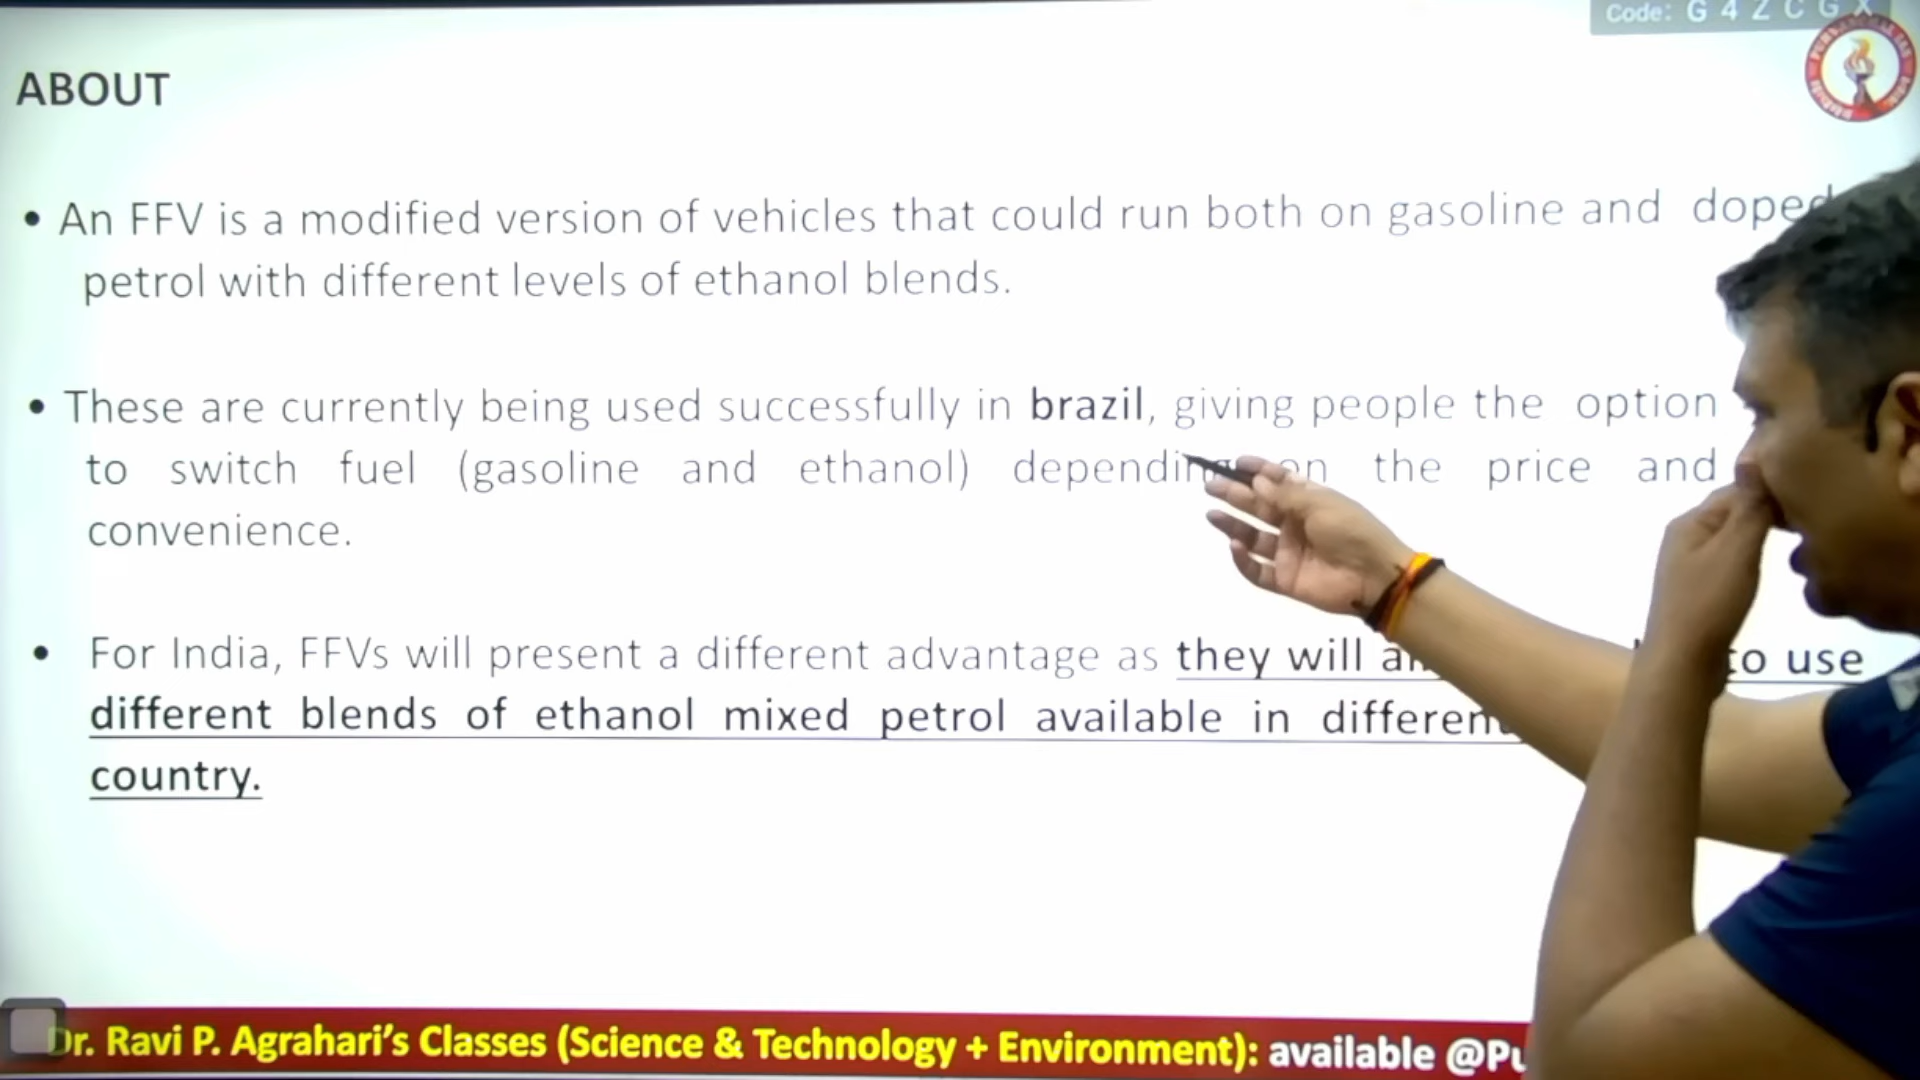 Code: G 4 Z C G X
ABOUT
• An FFV is a modified version of vehicles that could run both on gasoline and doped
petrol with different levels of ethanol blends.
• These are currently being used successfully in brazil, giving people the option
to switch fuel (gasoline and ethanol) depending on the price and
convenience.
• For India, FFVs will present a different advantage as they will to use
different blends of ethanol mixed petrol available in different
country.
Dr. Ravi P. Agrahari's Classes (Science & Technology + Environment): available @Pu